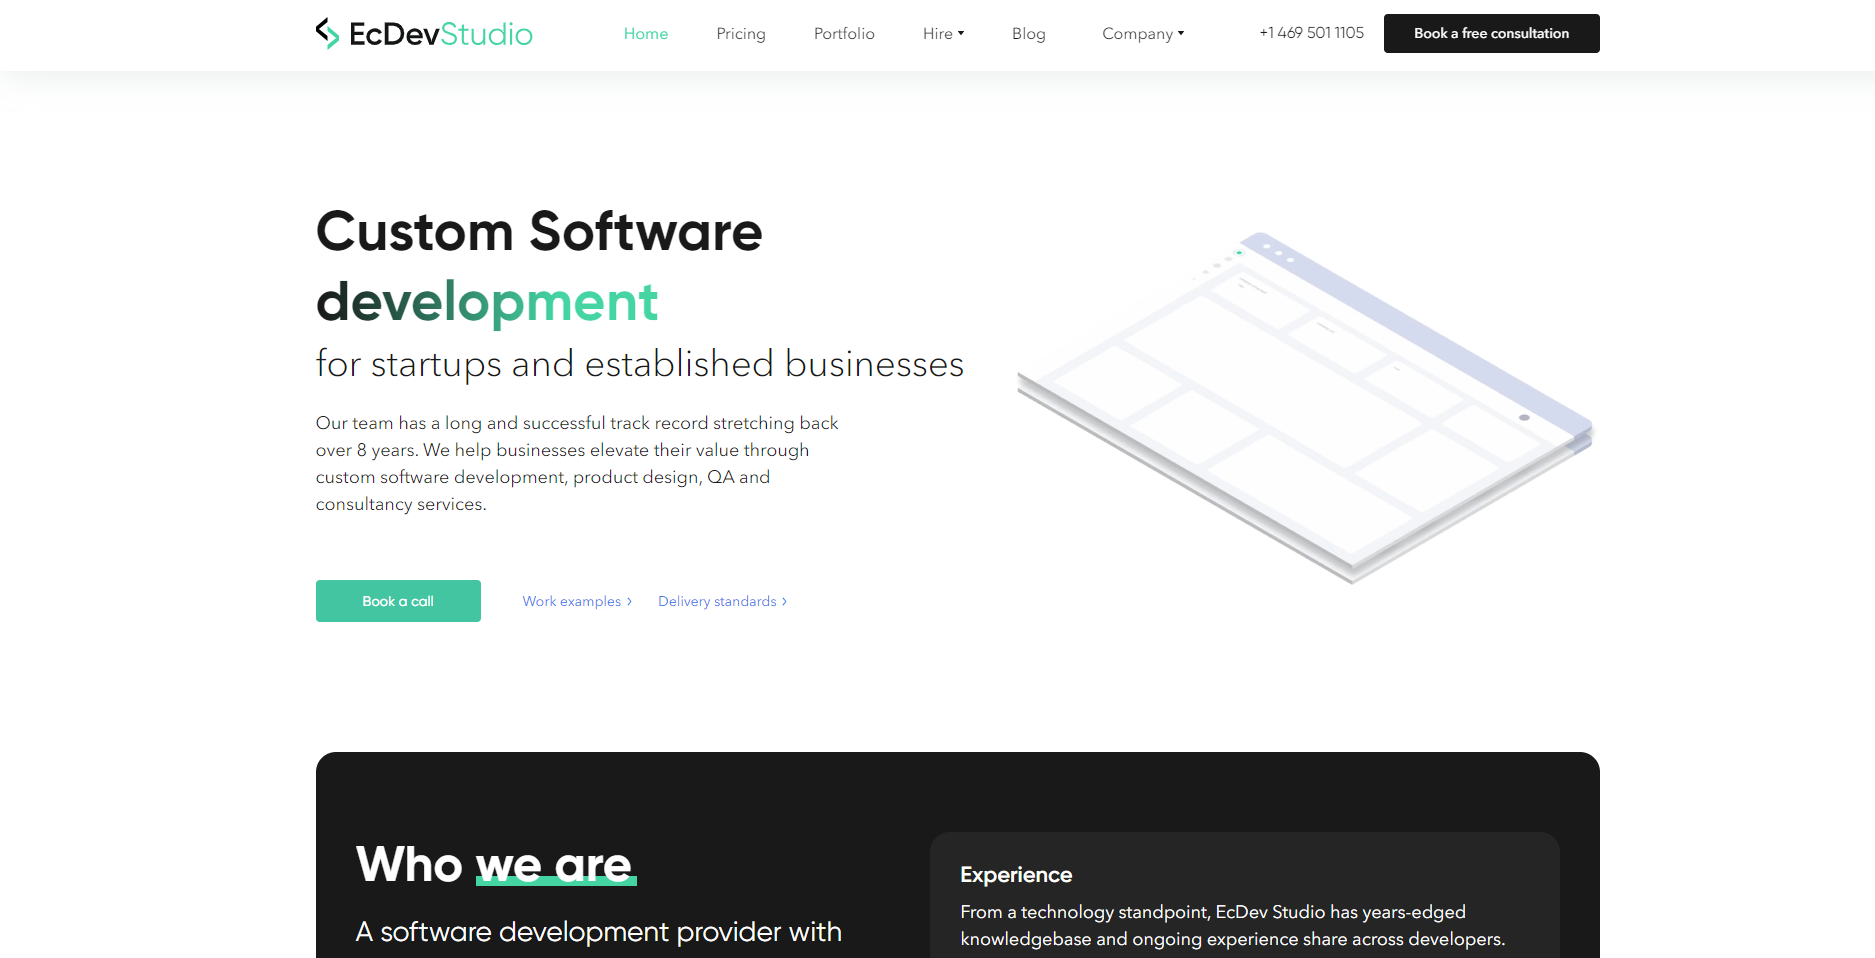 EcDevStudio
Home
Pricing
Portfolio
Hire
Blog
Company
+1 469 501 1105
Book a free consultation
Custom Software
development
for startups and established businesses
Our team has a long and successful track record stretching back
over 8 years. We help businesses elevate their value through
custom software development, product design, QA and
consultancy services.
Book a call
Work examples >
Delivery standards >
Who we are
A software development provider with
Experience
From a technology standpoint, EcDev Studio has years-edged
knowledgebase and ongoing experience share across developers.